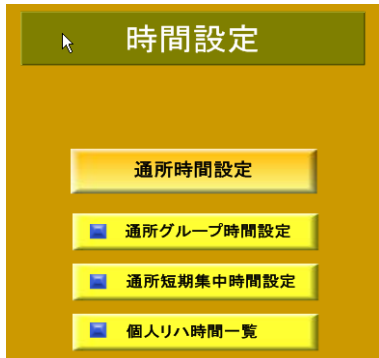 時間設定
通所時間設定
通所グループ時間設定
通所短期集中時間設定
個人リハ時間一覧